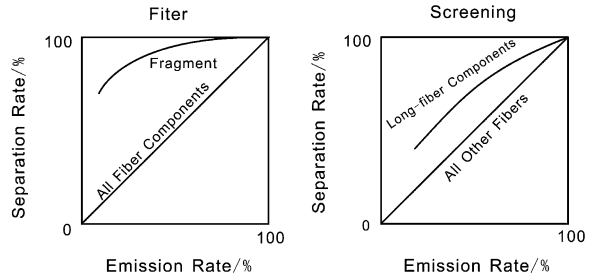 Fiter
100
Separation Rate/%
Fragment
All Fiber Components
0
100
Emission Rate/%
Screening
100
Separation Rate/%
Long-fiber Components
All Other Fibers
0
100
Emission Rate/%